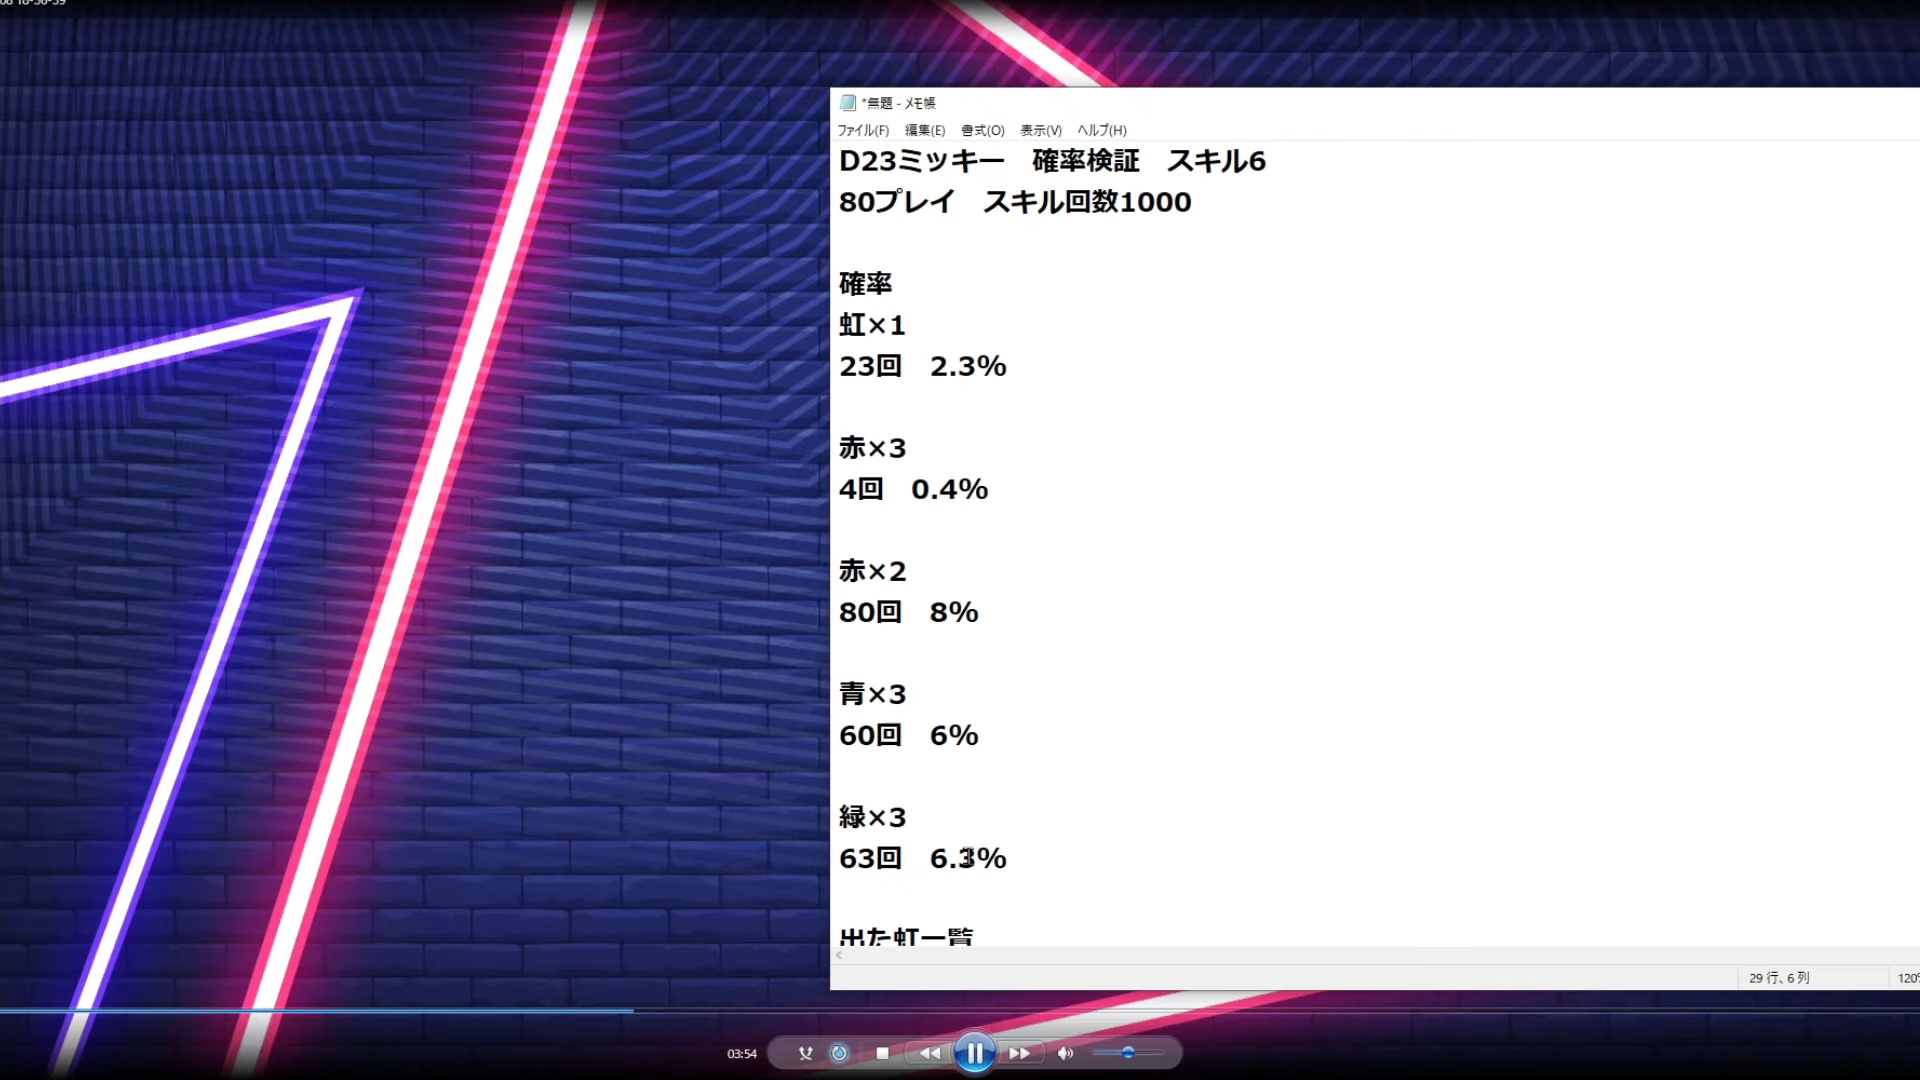 *無題 - メモ帳
ファイル(F) 編集(E) 書式(O) 表示(V) ヘルプ(H)
D23ミッキー　確率検証　スキル6
80プレイ　スキル回数1000
確率
虹×1
23回　2.3%
赤×3
4回　0.4%
赤×2
80回　8%
青×3
60回　6%
緑×3
63回　6.3%
出た虹一覧
29 行、6 列
03:54